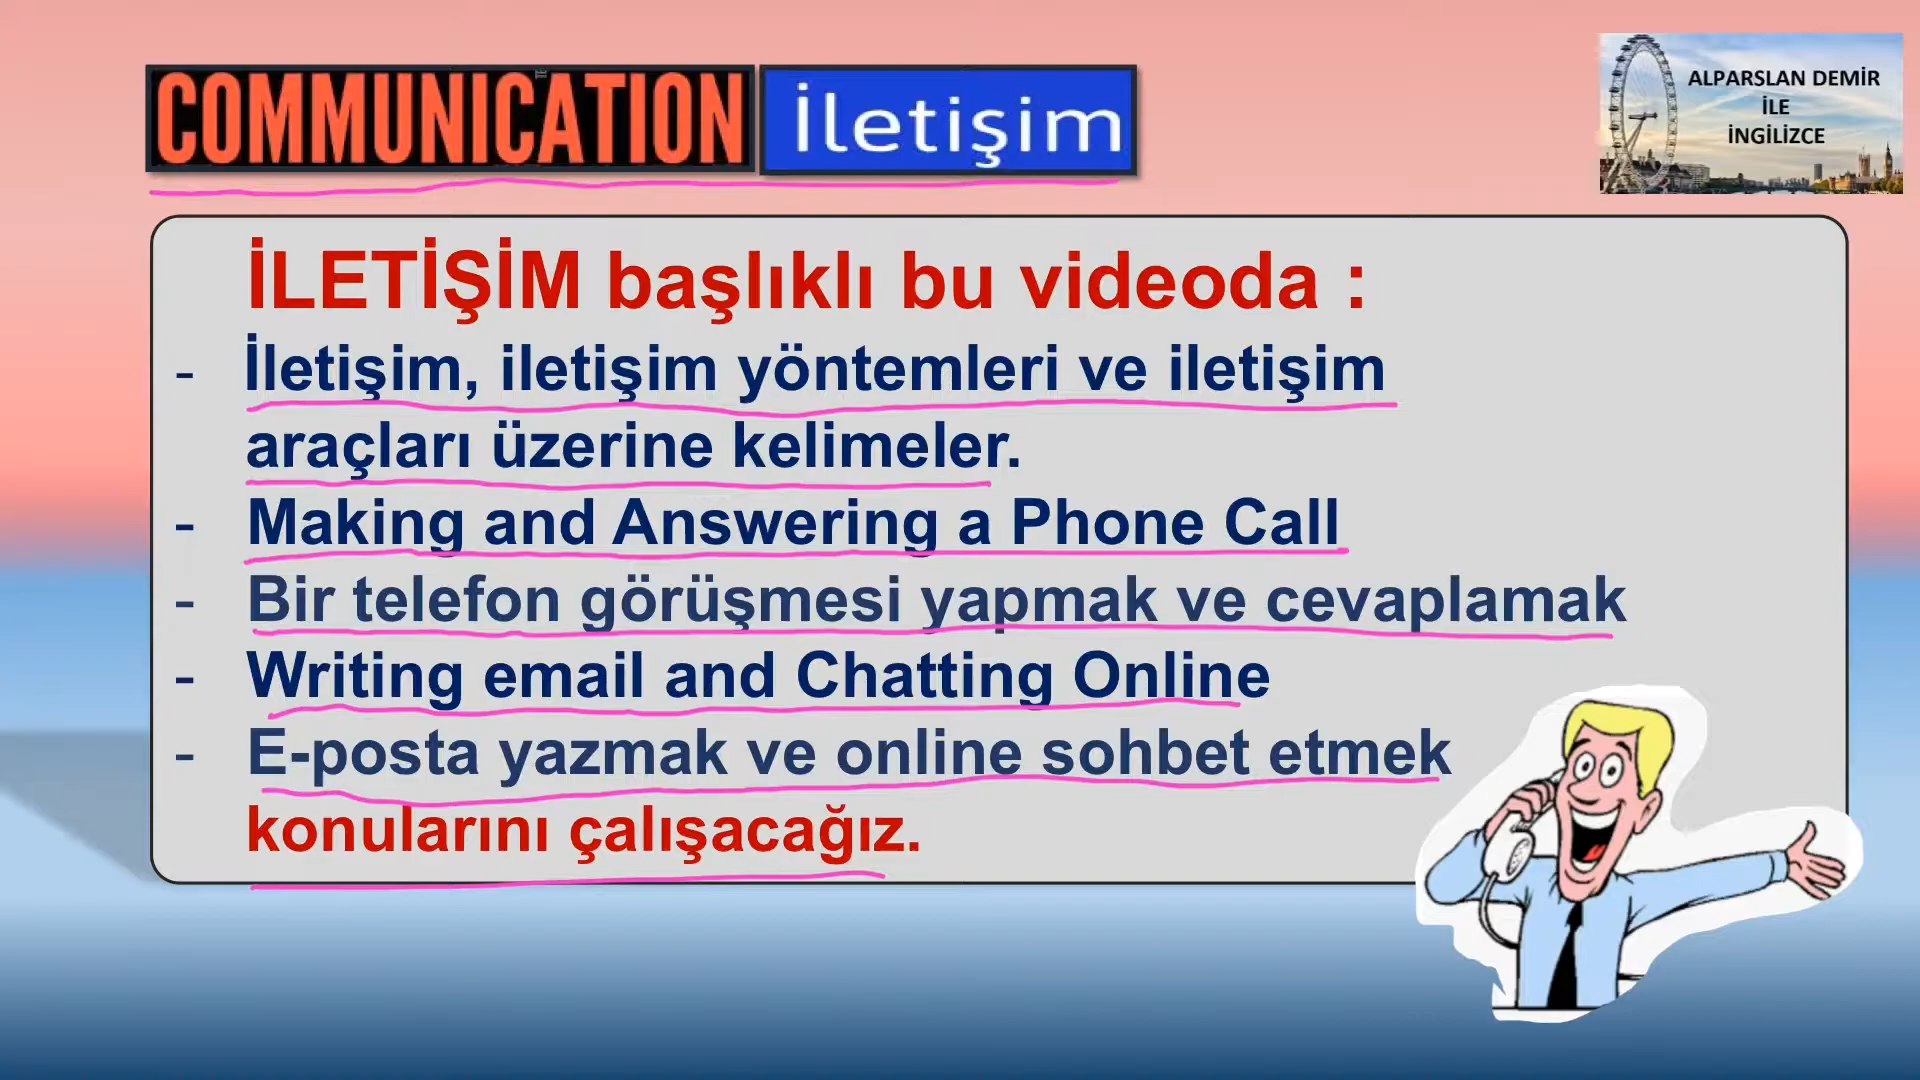 COMMUNICATION İletişim
ALPARSLAN DEMİR
İLE
İNGİLİZCE
İLETİŞİM başlıklı bu videoda :
- İletişim, iletişim yöntemleri ve iletişim
araçları üzerine kelimeler.
- Making and Answering a Phone Call
- Bir telefon görüşmesi yapmak ve cevaplamak
- Writing email and Chatting Online
- E-posta yazmak ve online sohbet etmek
konularını çalışacağız.